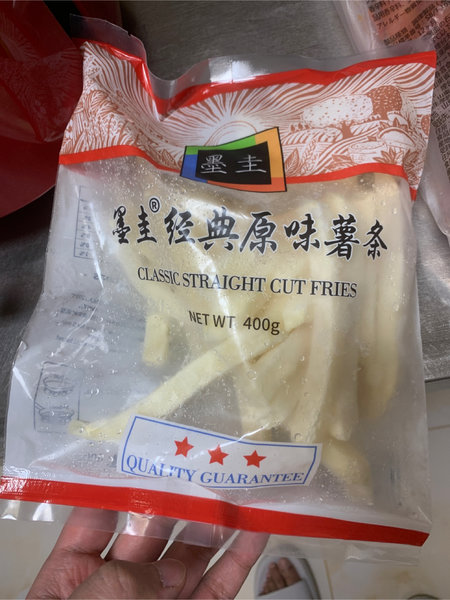 墨圭
墨圭®经典原味薯条
CLASSIC STRAIGHT CUT FRIES
NET WT 400g
QUALITY GUARANTEE